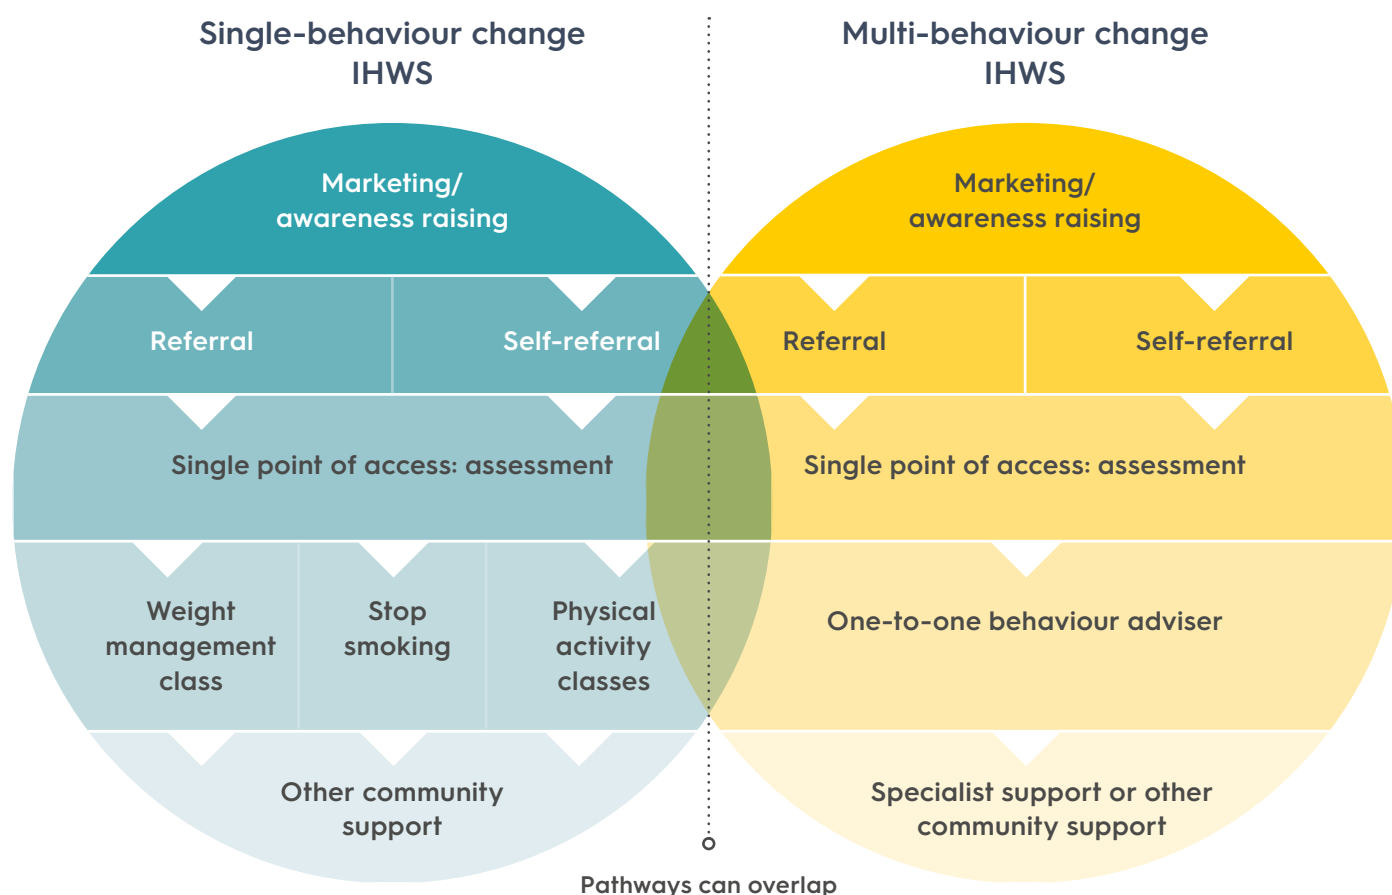 Single-behaviour change
IHWS
Marketing/
awareness raising
Referral
Self-referral
Single point of access: assessment
Weight
management
class
Stop
smoking
Physical
activity
classes
Other community
support
Multi-behaviour change
IHWS
Marketing/
awareness raising
Referral
Self-referral
Single point of access: assessment
One-to-one behaviour adviser
Specialist support or other
community support
Pathways can overlap